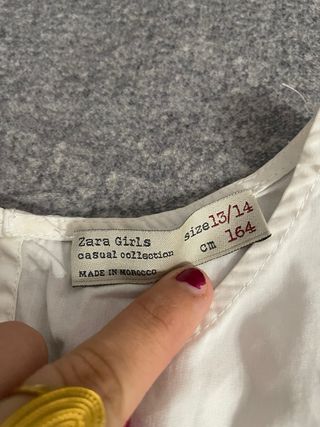 Zara Girls size 13/14
casual collection cm 164
MADE IN MOROCCO